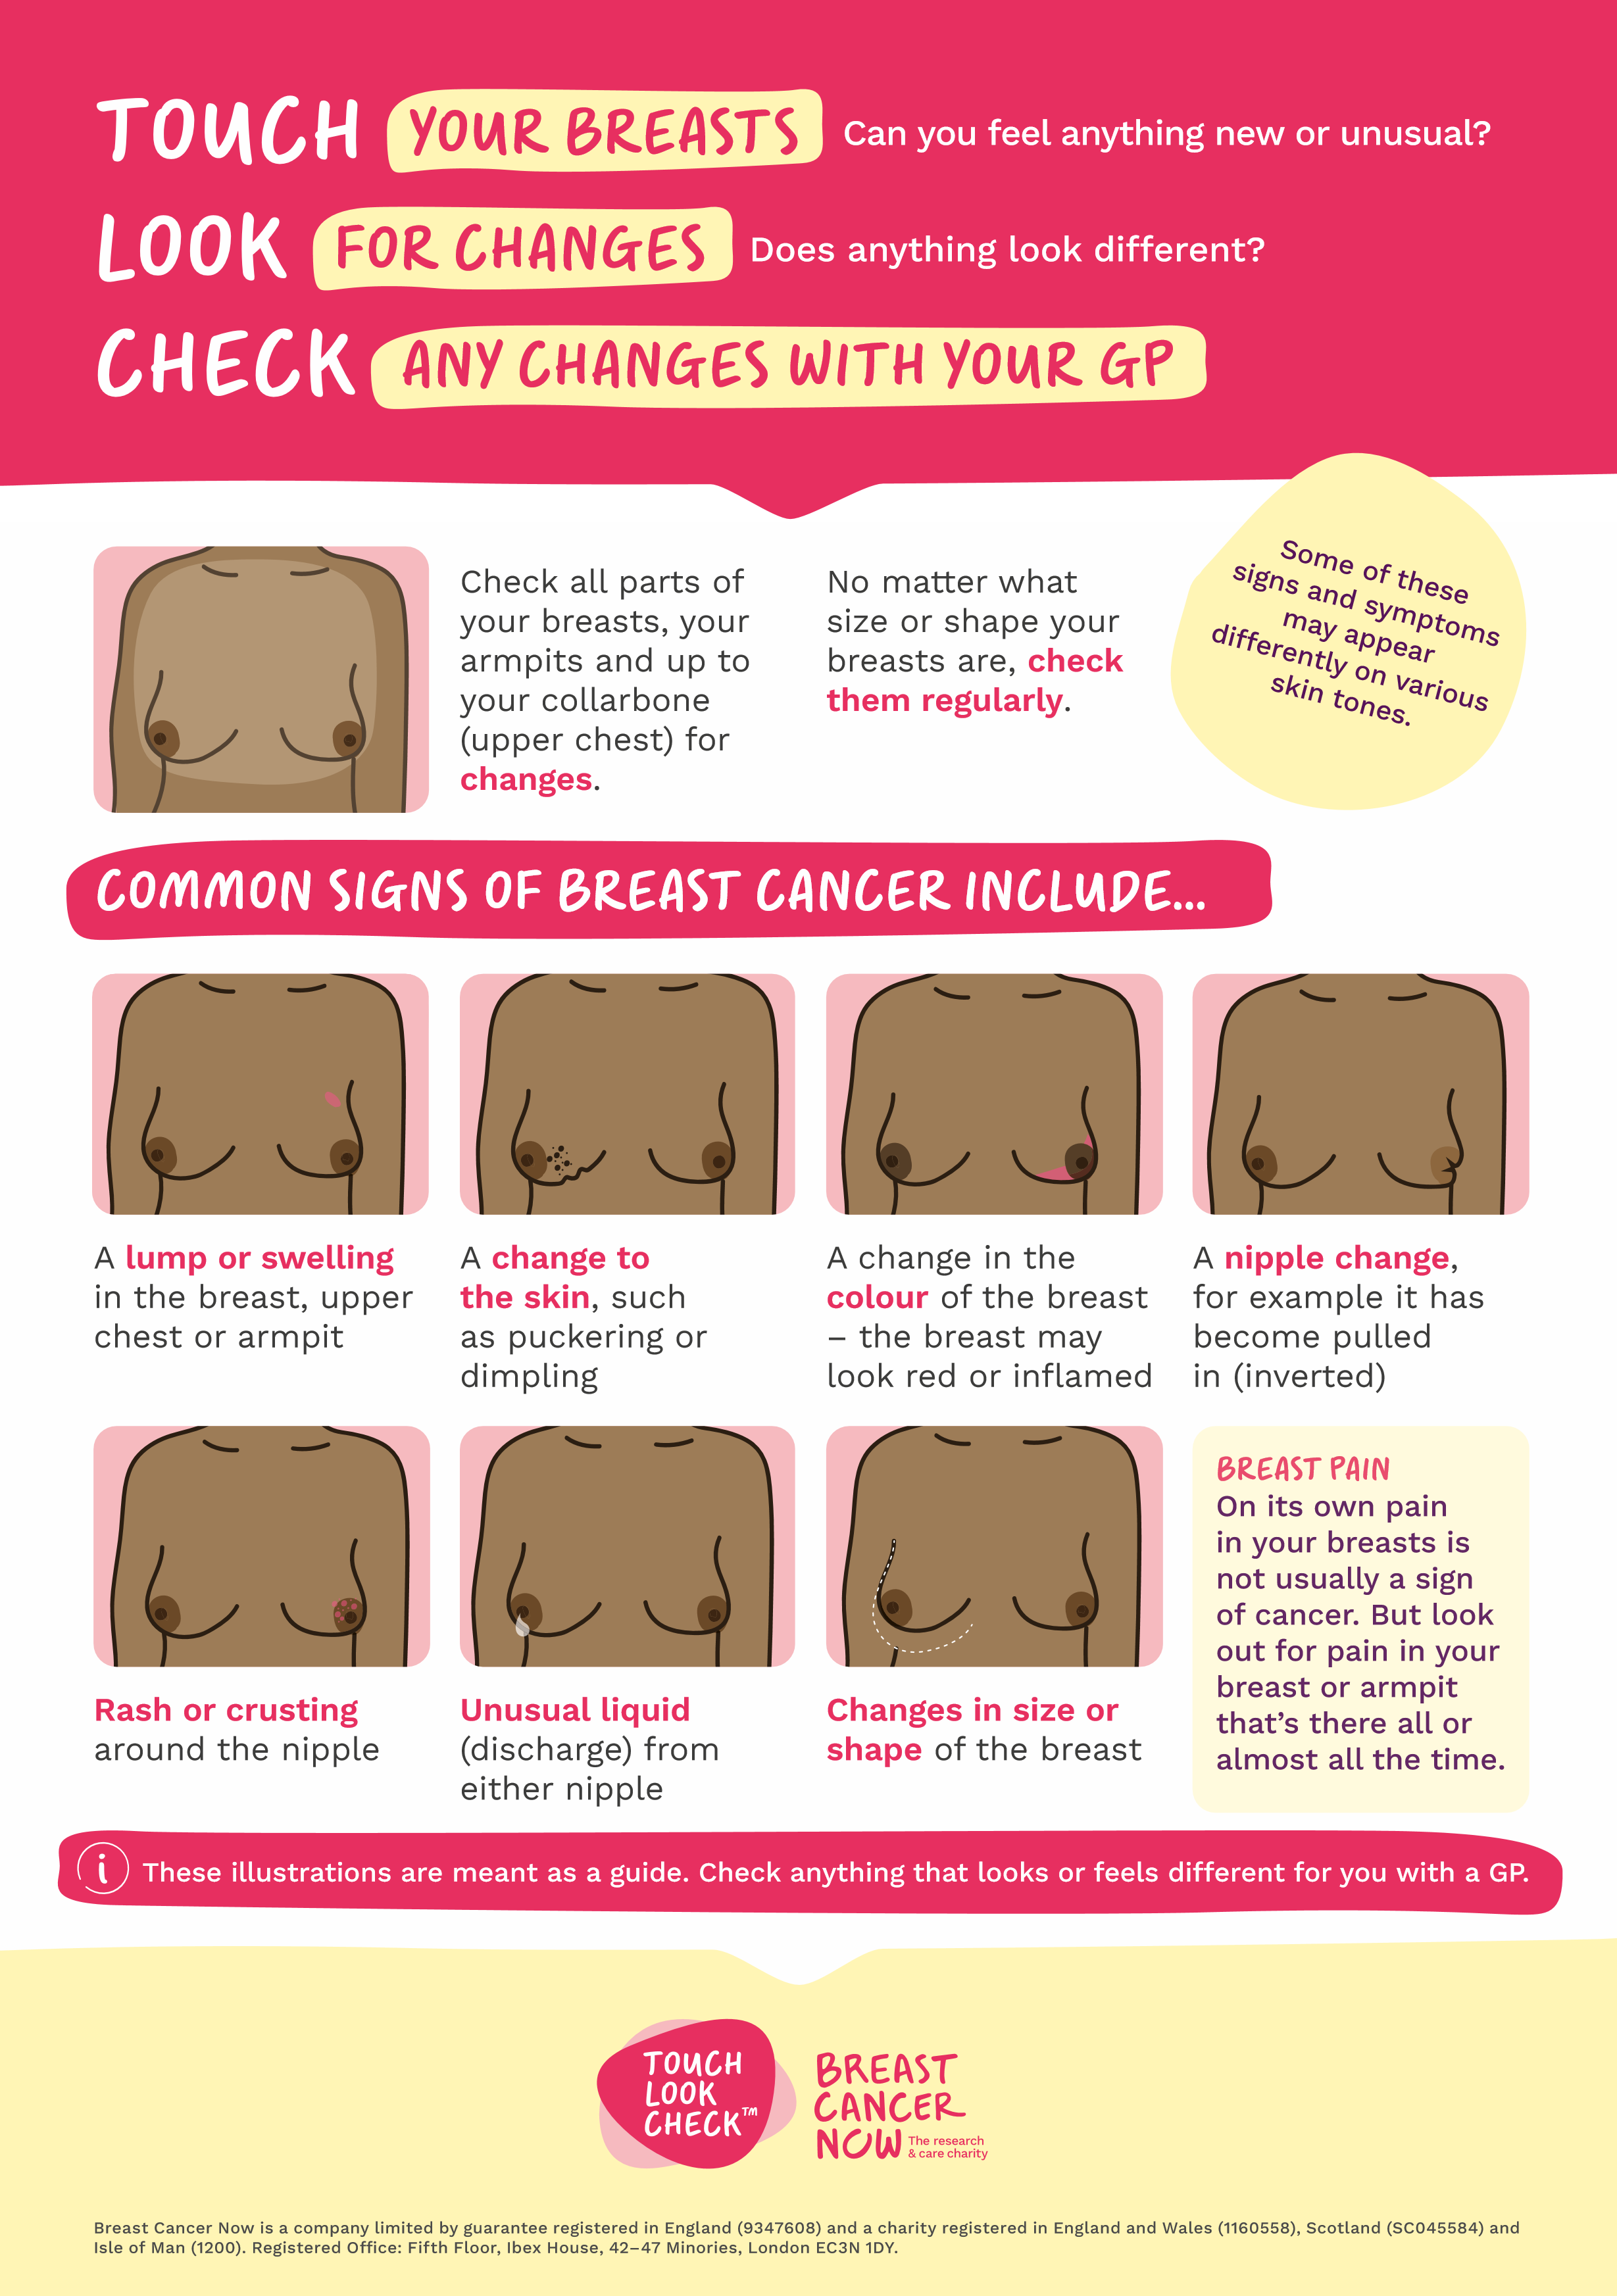 TOUCH YOUR BREASTS Can you feel anything new or unusual?
LOOK FOR CHANGES Does anything look different?
CHECK ANY CHANGES WITH YOUR GP
Check all parts of
your breasts, your
armpits and up to
your collarbone
(upper chest) for
changes.
No matter what
size or shape your
breasts are, check
them regularly.
Some of these
signs and symptoms
may appear
differently on various
skin tones.
COMMON SIGNS OF BREAST CANCER INCLUDE...
A lump or swelling
in the breast, upper
chest or armpit
A change to
the skin, such
as puckering or
dimpling
A change in the
colour of the breast
– the breast may
look red or inflamed
A nipple change,
for example it has
become pulled
in (inverted)
Rash or crusting
around the nipple
Unusual liquid
(discharge) from
either nipple
Changes in size or
shape of the breast
BREAST PAIN
On its own pain
in your breasts is
not usually a sign
of cancer. But look
out for pain in your
breast or armpit
that’s there all or
almost all the time.
i These illustrations are meant as a guide. Check anything that looks or feels different for you with a GP.
TOUCH
LOOK
CHECK™
BREAST
CANCER
NOW The research
& care charity
Breast Cancer Now is a company limited by guarantee registered in England (9347608) and a charity registered in England and Wales (1160558), Scotland (SC045584) and
Isle of Man (1200). Registered Office: Fifth Floor, Ibex House, 42–47 Minories, London EC3N 1DY.